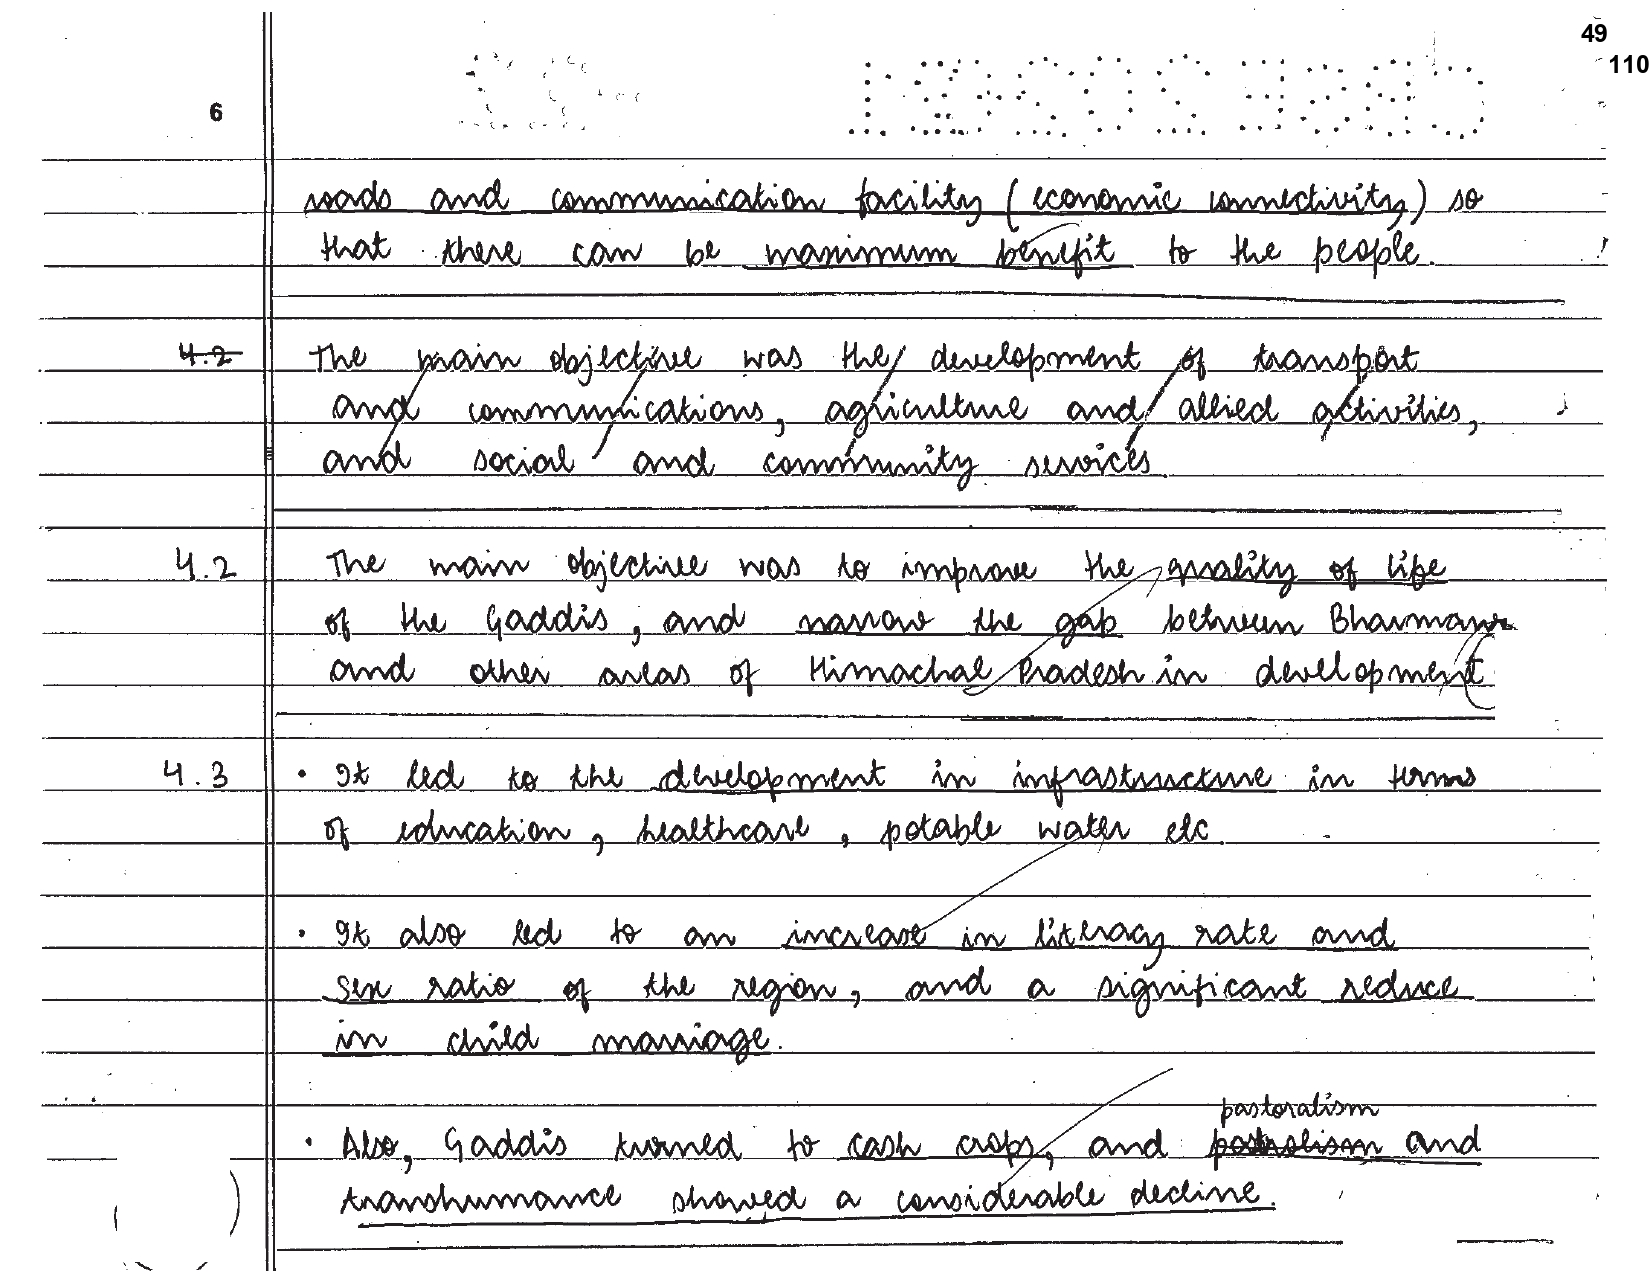 49
110
6
roads and communication facility (economic connectivity) so
that there can be maximum benefit to the people.
4.2 The main objective was the development of transport
and communications, agriculture and allied activities,
and social and community services.
4.2 The main objective was to improve the quality of life
of the Gaddis, and narrow the gap between Bharmaur
and other areas of Himachal Pradesh in development
4.3 • It led to the development in infrastructure in terms
of education, healthcare, potable water etc.
• It also led to an increase in literacy rate and
sex ratio of the region, and a significant reduce
in child marriage.
pastoralism
• Also, Gaddis turned to cash crops, and and
transhumance showed a considerable decline.